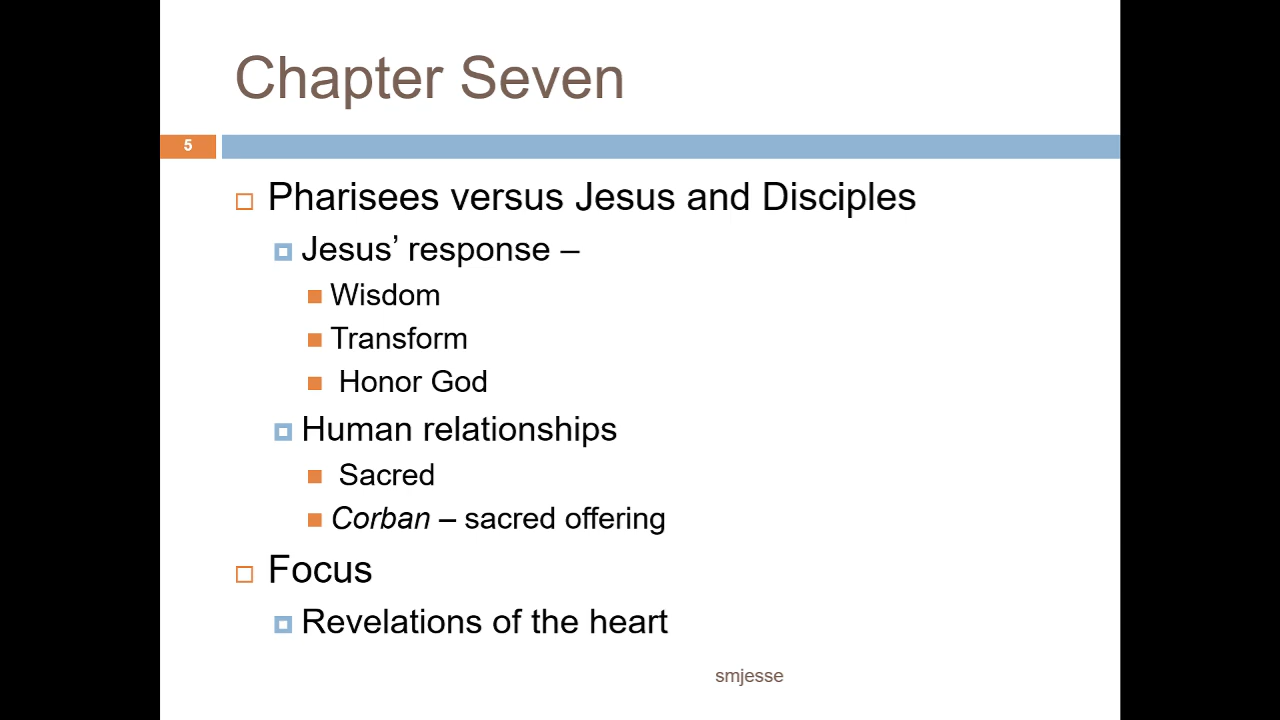 Chapter Seven
5
Pharisees versus Jesus and Disciples
Jesus’ response –
Wisdom
Transform
Honor God
Human relationships
Sacred
Corban – sacred offering
Focus
Revelations of the heart
smjesse